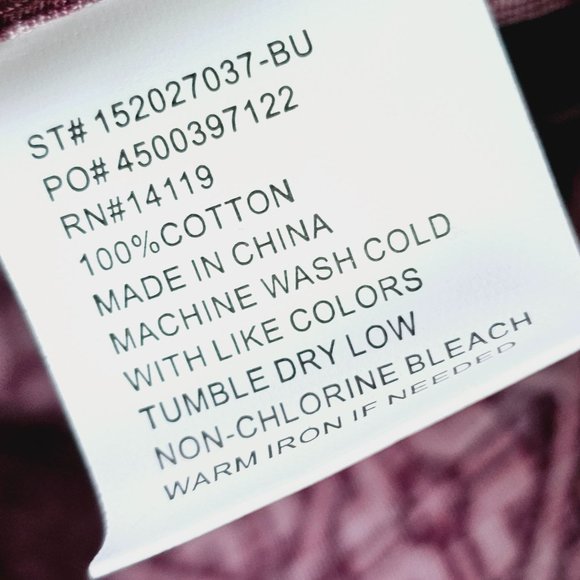 ST# 152027037-BU
PO# 4500397122
RN#14119
100%COTTON
MADE IN CHINA
MACHINE WASH COLD
WITH LIKE COLORS
TUMBLE DRY LOW
NON-CHLORINE BLEACH
WARM IRON IF NEEDED